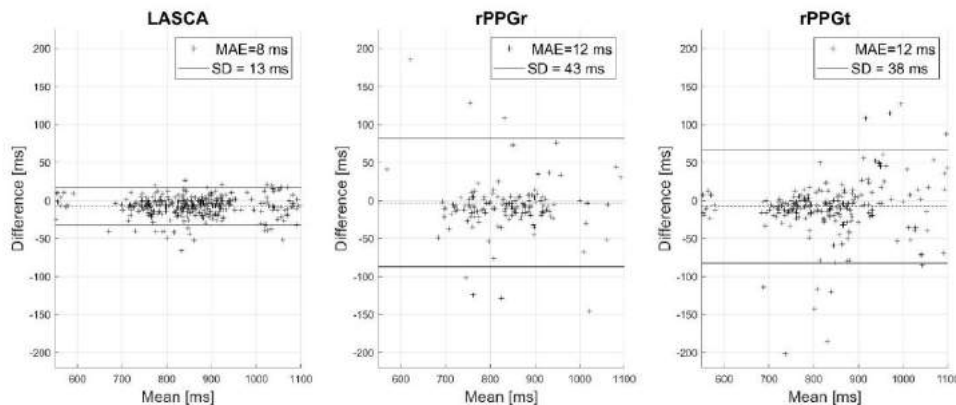 LASCA
MAE=8 ms
SD = 13 ms
200
150
100
50
0
-50
-100
-150
-200
Difference [ms]
600 700 800 900 1000 1100
Mean [ms]
rPPGr
MAE=12 ms
SD = 43 ms
200
150
100
50
0
-50
-100
-150
-200
Difference [ms]
600 700 800 900 1000 1100
Mean [ms]
rPPGt
MAE=12 ms
SD = 38 ms
200
150
100
50
0
-50
-100
-150
-200
Difference [ms]
600 700 800 900 1000 1100
Mean [ms]